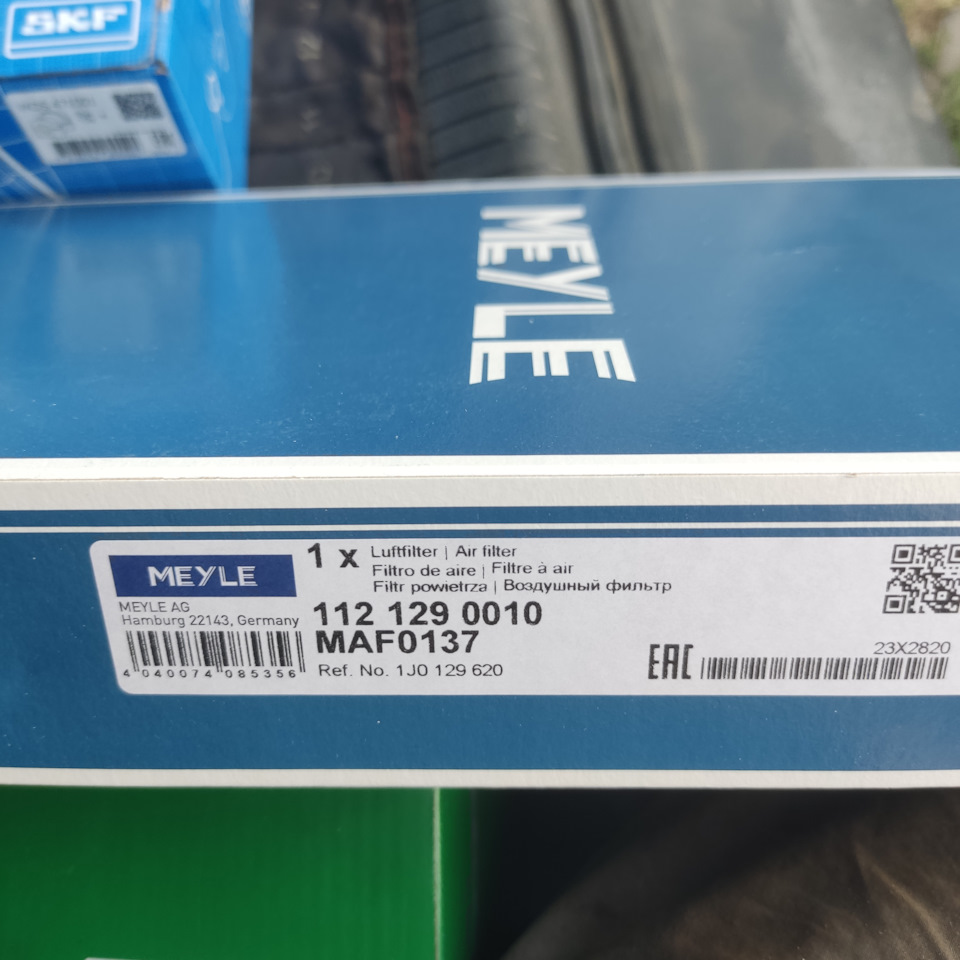 SKF
MEYLE
MEYLE
1 x Luftfilter | Air filter
Filtro de aire | Filtre à air
Filtr powietrza | Воздушный фильтр
MEYLE AG
Hamburg 22143, Germany
112 129 0010
MAF0137
Ref. No. 1J0 129 620
4 040074 085356
EAC
23X2820